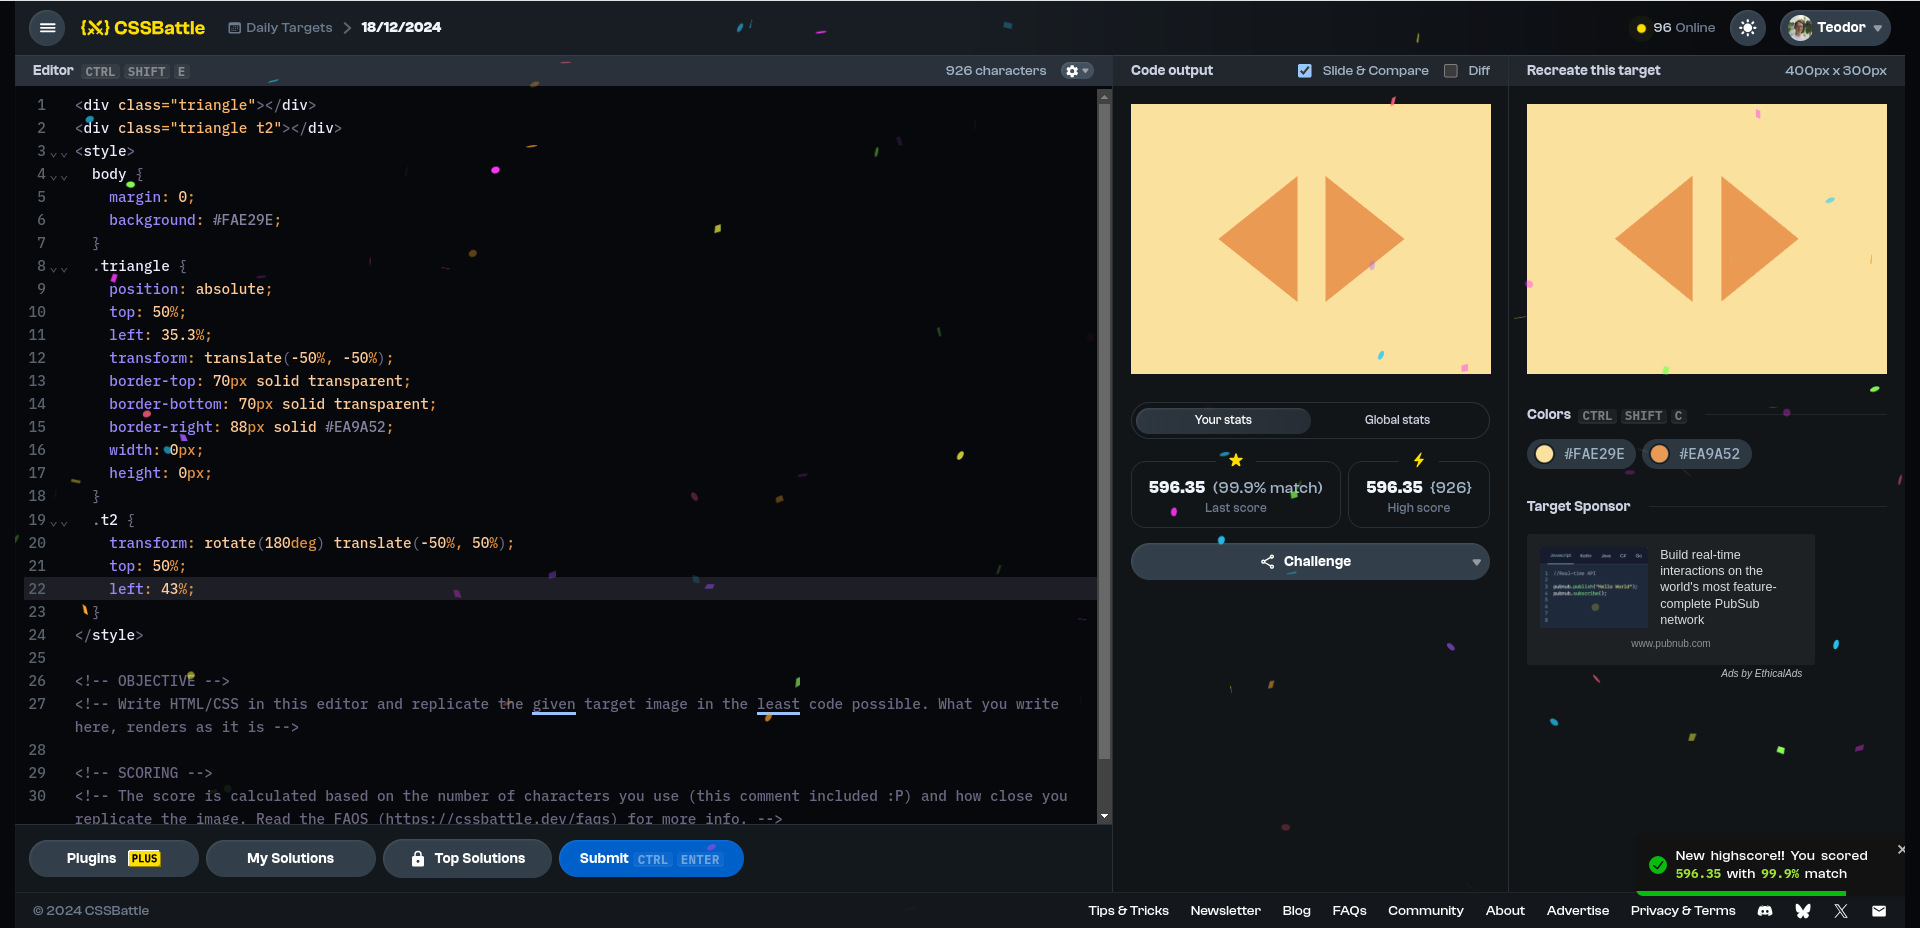 CSSBattle
Daily Targets
18/12/2024
96 Online
Teodor
Editor CTRL SHIFT E
926 characters
1 <div class="triangle"></div>
2 <div class="triangle t2"></div>
3 <style>
4 body {
5 margin: 0;
6 background: #FAE29E;
7 }
8 .triangle {
9 position: absolute;
10 top: 50%;
11 left: 35.3%;
12 transform: translate(-50%, -50%);
13 border-top: 70px solid transparent;
14 border-bottom: 70px solid transparent;
15 border-right: 88px solid #EA9A52;
16 width: 0px;
17 height: 0px;
18 }
19 .t2 {
20 transform: rotate(180deg) translate(-50%, 50%);
21 top: 50%;
22 left: 43%;
23 }
24 </style>
25
26 <!-- OBJECTIVE -->
27 <!-- Write HTML/CSS in this editor and replicate the given target image in the least code possible. What you write
here, renders as it is -->
28
29 <!-- SCORING -->
30 <!-- The score is calculated based on the number of characters you use (this comment included :P) and how close you
replicate the image. Read the FAQS (https://cssbattle.dev/faqs) for more info. -->
Plugins PLUS
My Solutions
Top Solutions
Submit CTRL ENTER
Code output
Slide & Compare
Diff
Your stats
Global stats
596.35 (99.9% match)
Last score
596.35 {926}
High score
Challenge
Recreate this target
400px x 300px
Colors CTRL SHIFT C
#FAE29E
#EA9A52
Target Sponsor
//Real-time API
pubnub.publish("Hello World");
pubnub.subscribe();
Build real-time
interactions on the
world's most feature-
complete PubSub
network
www.pubnub.com
Ads by EthicalAds
New highscore!! You scored
596.35 with 99.9% match
© 2024 CSSBattle
Tips & Tricks
Newsletter
Blog
FAQs
Community
About
Advertise
Privacy & Terms